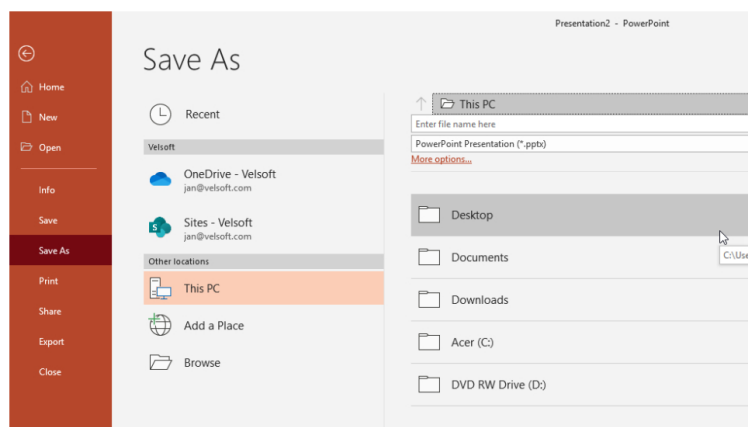 Presentation2 - PowerPoint
Save As
Home
New
Open
Info
Save
Save As
Print
Share
Export
Close
Recent
Velsoft
OneDrive - Velsoft
jan@velsoft.com
Sites - Velsoft
jan@velsoft.com
Other locations
This PC
Add a Place
Browse
This PC
Enter file name here
PowerPoint Presentation (*.pptx)
More options...
Desktop
C:\Use
Documents
Downloads
Acer (C:)
DVD RW Drive (D:)